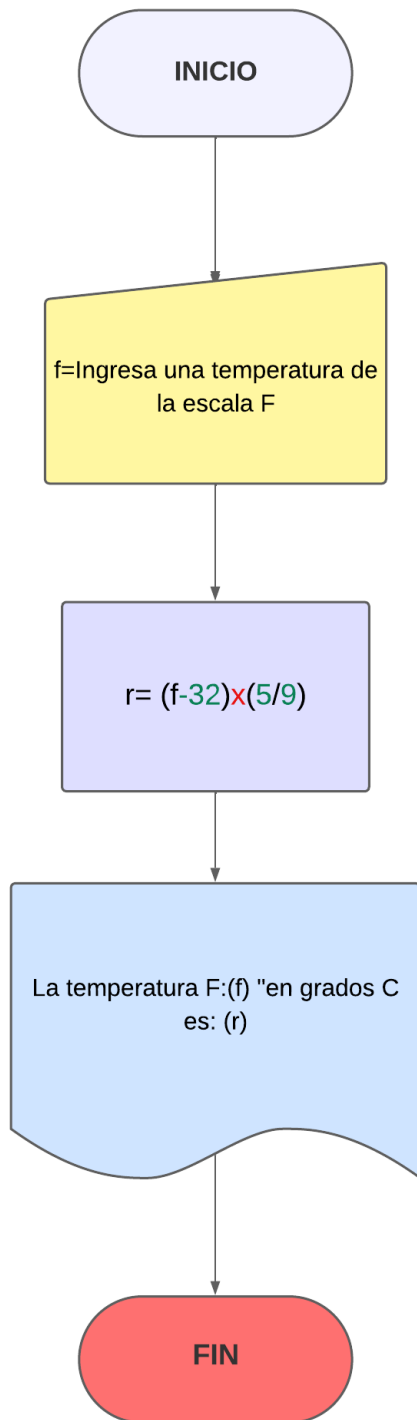 INICIO
f=Ingresa una temperatura de
la escala F
r= (f-32)x(5/9)
La temperatura F:(f) "en grados C
es: (r)
FIN